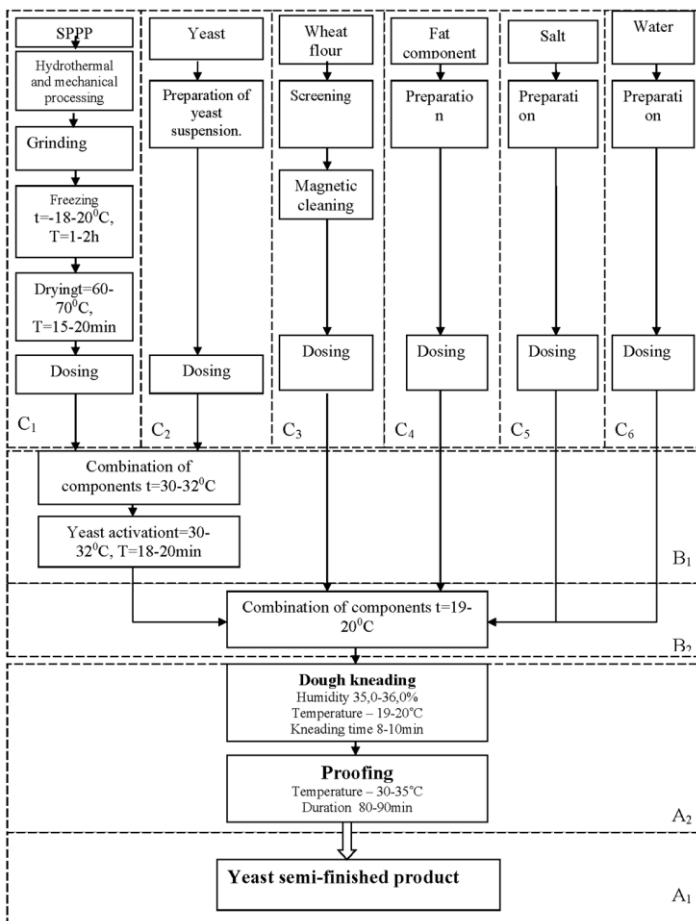 SPPP
Hydrothermal
and mechanical
processing
Grinding
Freezing
t=-18-20⁰C,
T=1-2h
Dryingt=60-
70⁰C,
T=15-20min
Dosing
C₁
Yeast
Preparation of
yeast
suspension.
Dosing
C₂
Wheat
flour
Screening
Magnetic
cleaning
Dosing
C₃
Fat
component
Preparatio
n
Dosing
C₄
Salt
Preparati
on
Dosing
C₅
Water
Preparati
on
Dosing
C₆
Combination of
components t=30-32⁰C
Yeast activationt=30-
32⁰C, T=18-20min
B₁
Combination of components t=19-
20⁰C
B₂
Dough kneading
Humidity 35,0-36,0%
Temperature – 19-20°C
Kneading time 8-10min
Proofing
Temperature – 30-35°C
Duration 80-90min
A₂
Yeast semi-finished product
A₁